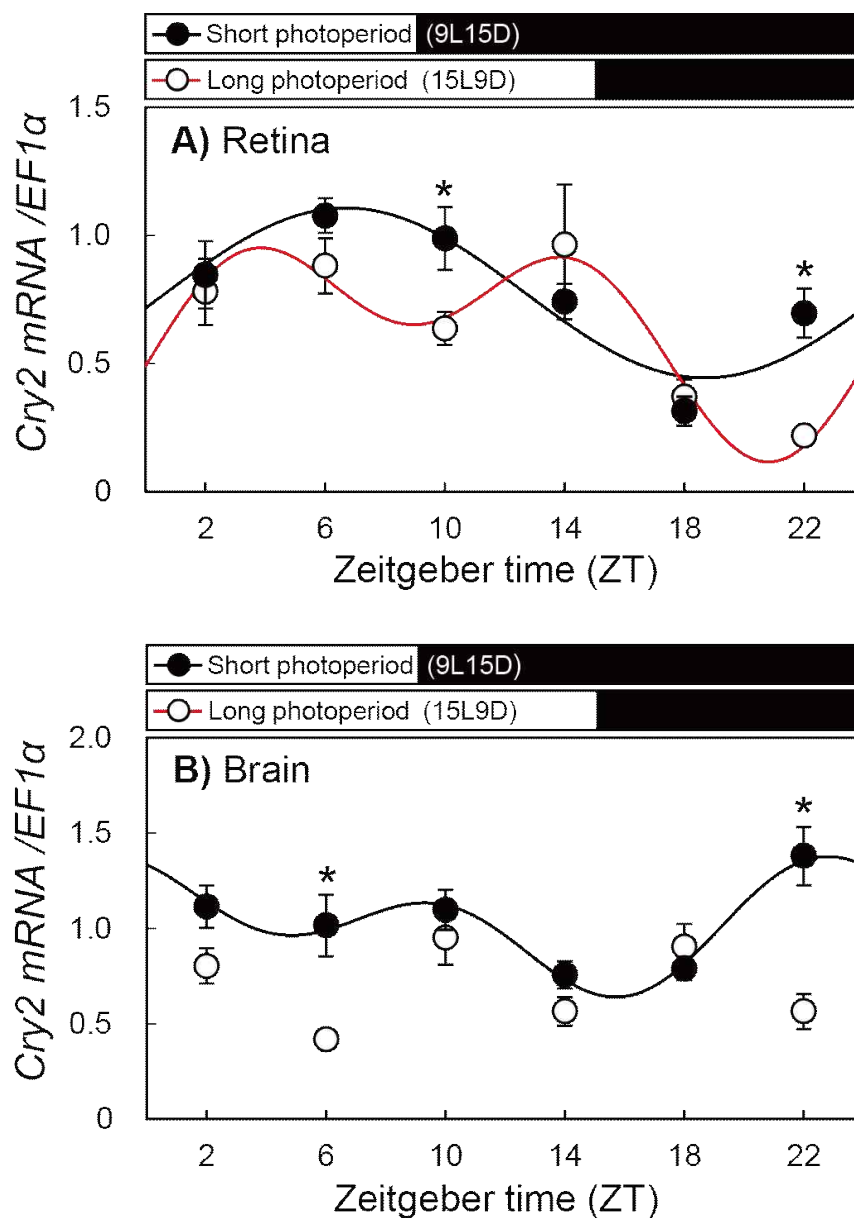 Short photoperiod (9L15D)
Long photoperiod (15L9D)
1.5
A) Retina
*
*
1.0
0.5
0
Cry2 mRNA /EF1α
2 6 10 14 18 22
Zeitgeber time (ZT)
Short photoperiod (9L15D)
Long photoperiod (15L9D)
2.0
B) Brain
*
*
1.5
1.0
0.5
0
Cry2 mRNA /EF1α
2 6 10 14 18 22
Zeitgeber time (ZT)